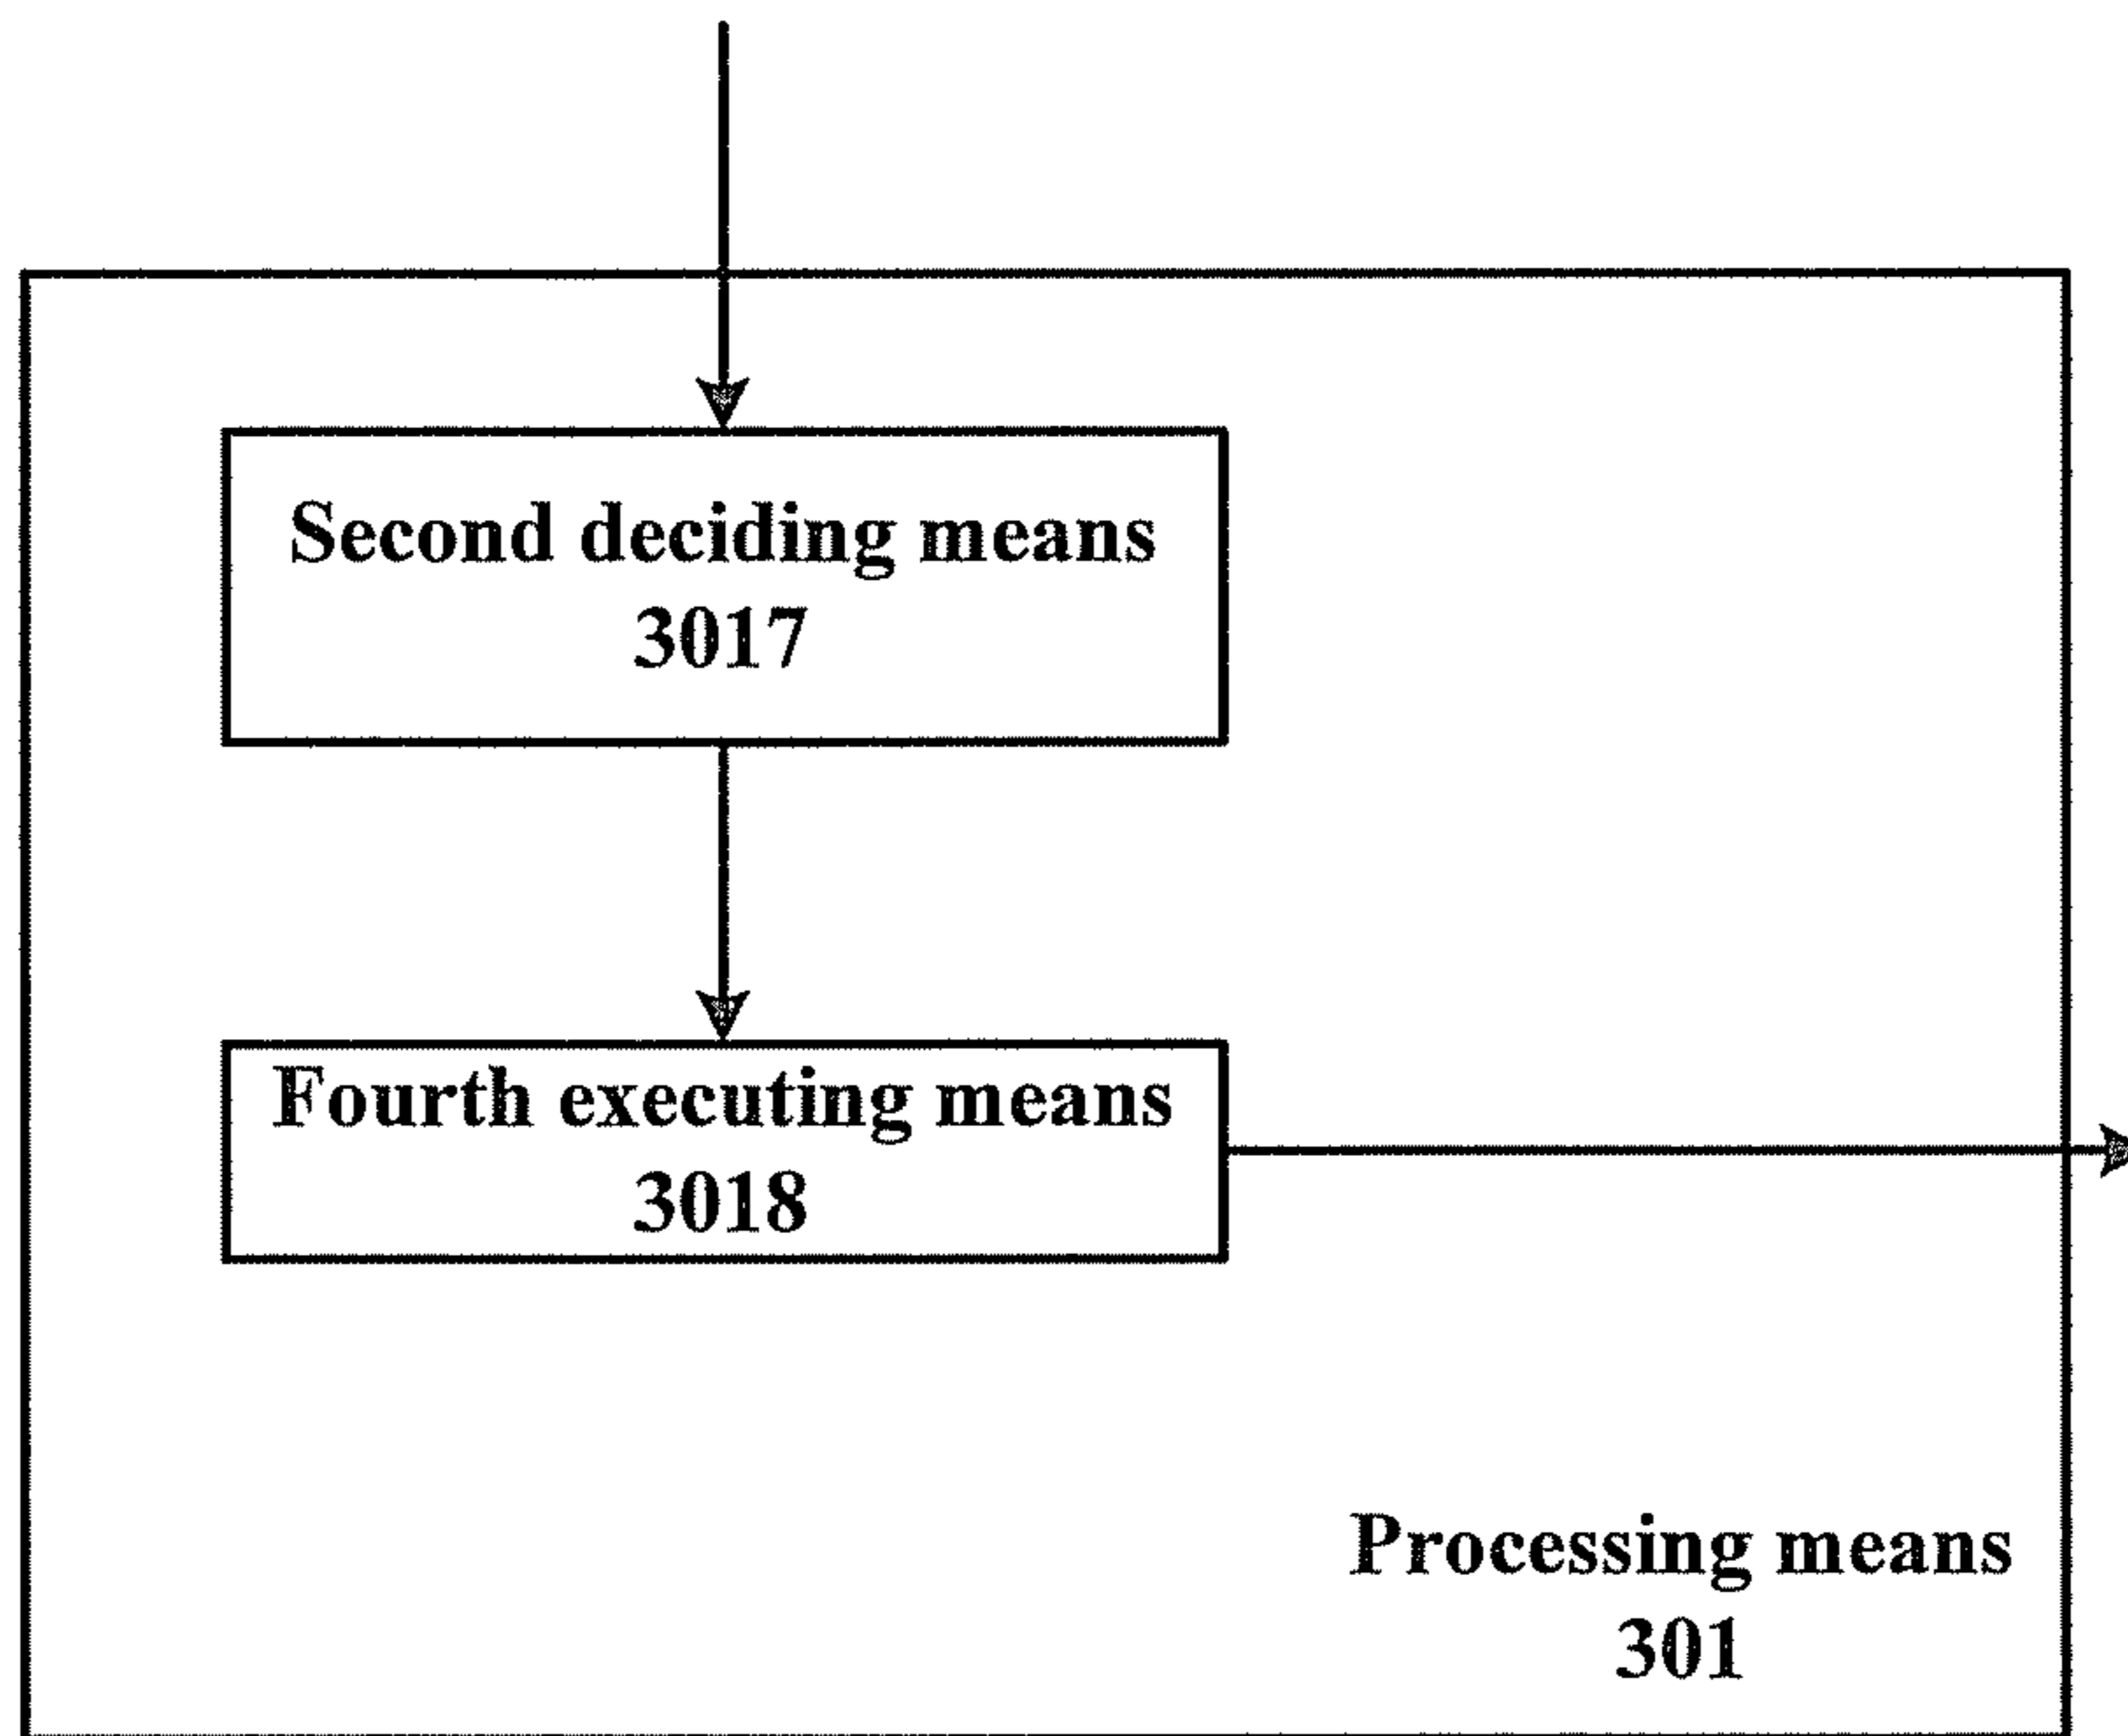 Second deciding means
3017
Fourth executing means
3018
Processing means
301